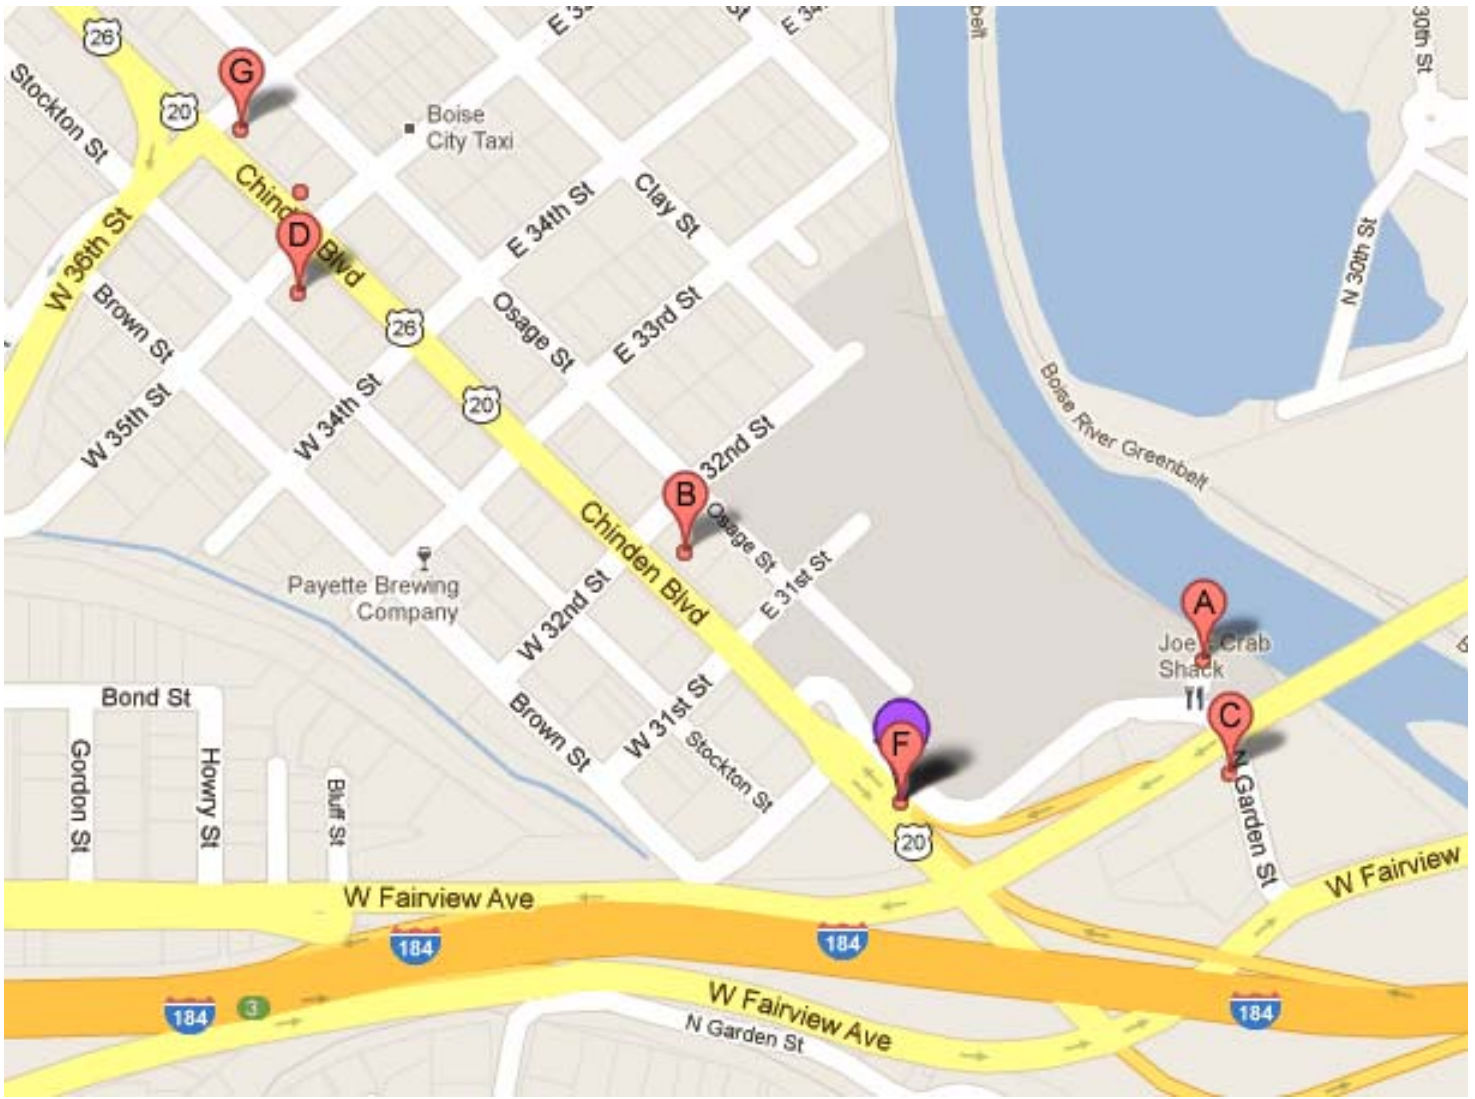 26
G
E 33
St
E 34
belt
30th St
20
Stockton St
Boise
City Taxi
Chinden Blvd
D
Clay St
E 34th St
W 36th St
N 30th St
Brown St
Osage St
E 33rd St
26
20
Boise River Greenbelt
W 35th St
W 34th St
32nd St
B
Osage St
Chinden Blvd
E 31st St
Payette Brewing
Company
W 32nd St
A
Joe's Crab
Shack
Bond St
Brown St
W 31st St
Stockton St
F
C
N Garden St
Gordon St
Howry St
Bluff St
20
W Fairview Ave
W Fairview
184
184
184
3
184
W Fairview Ave
N Garden St